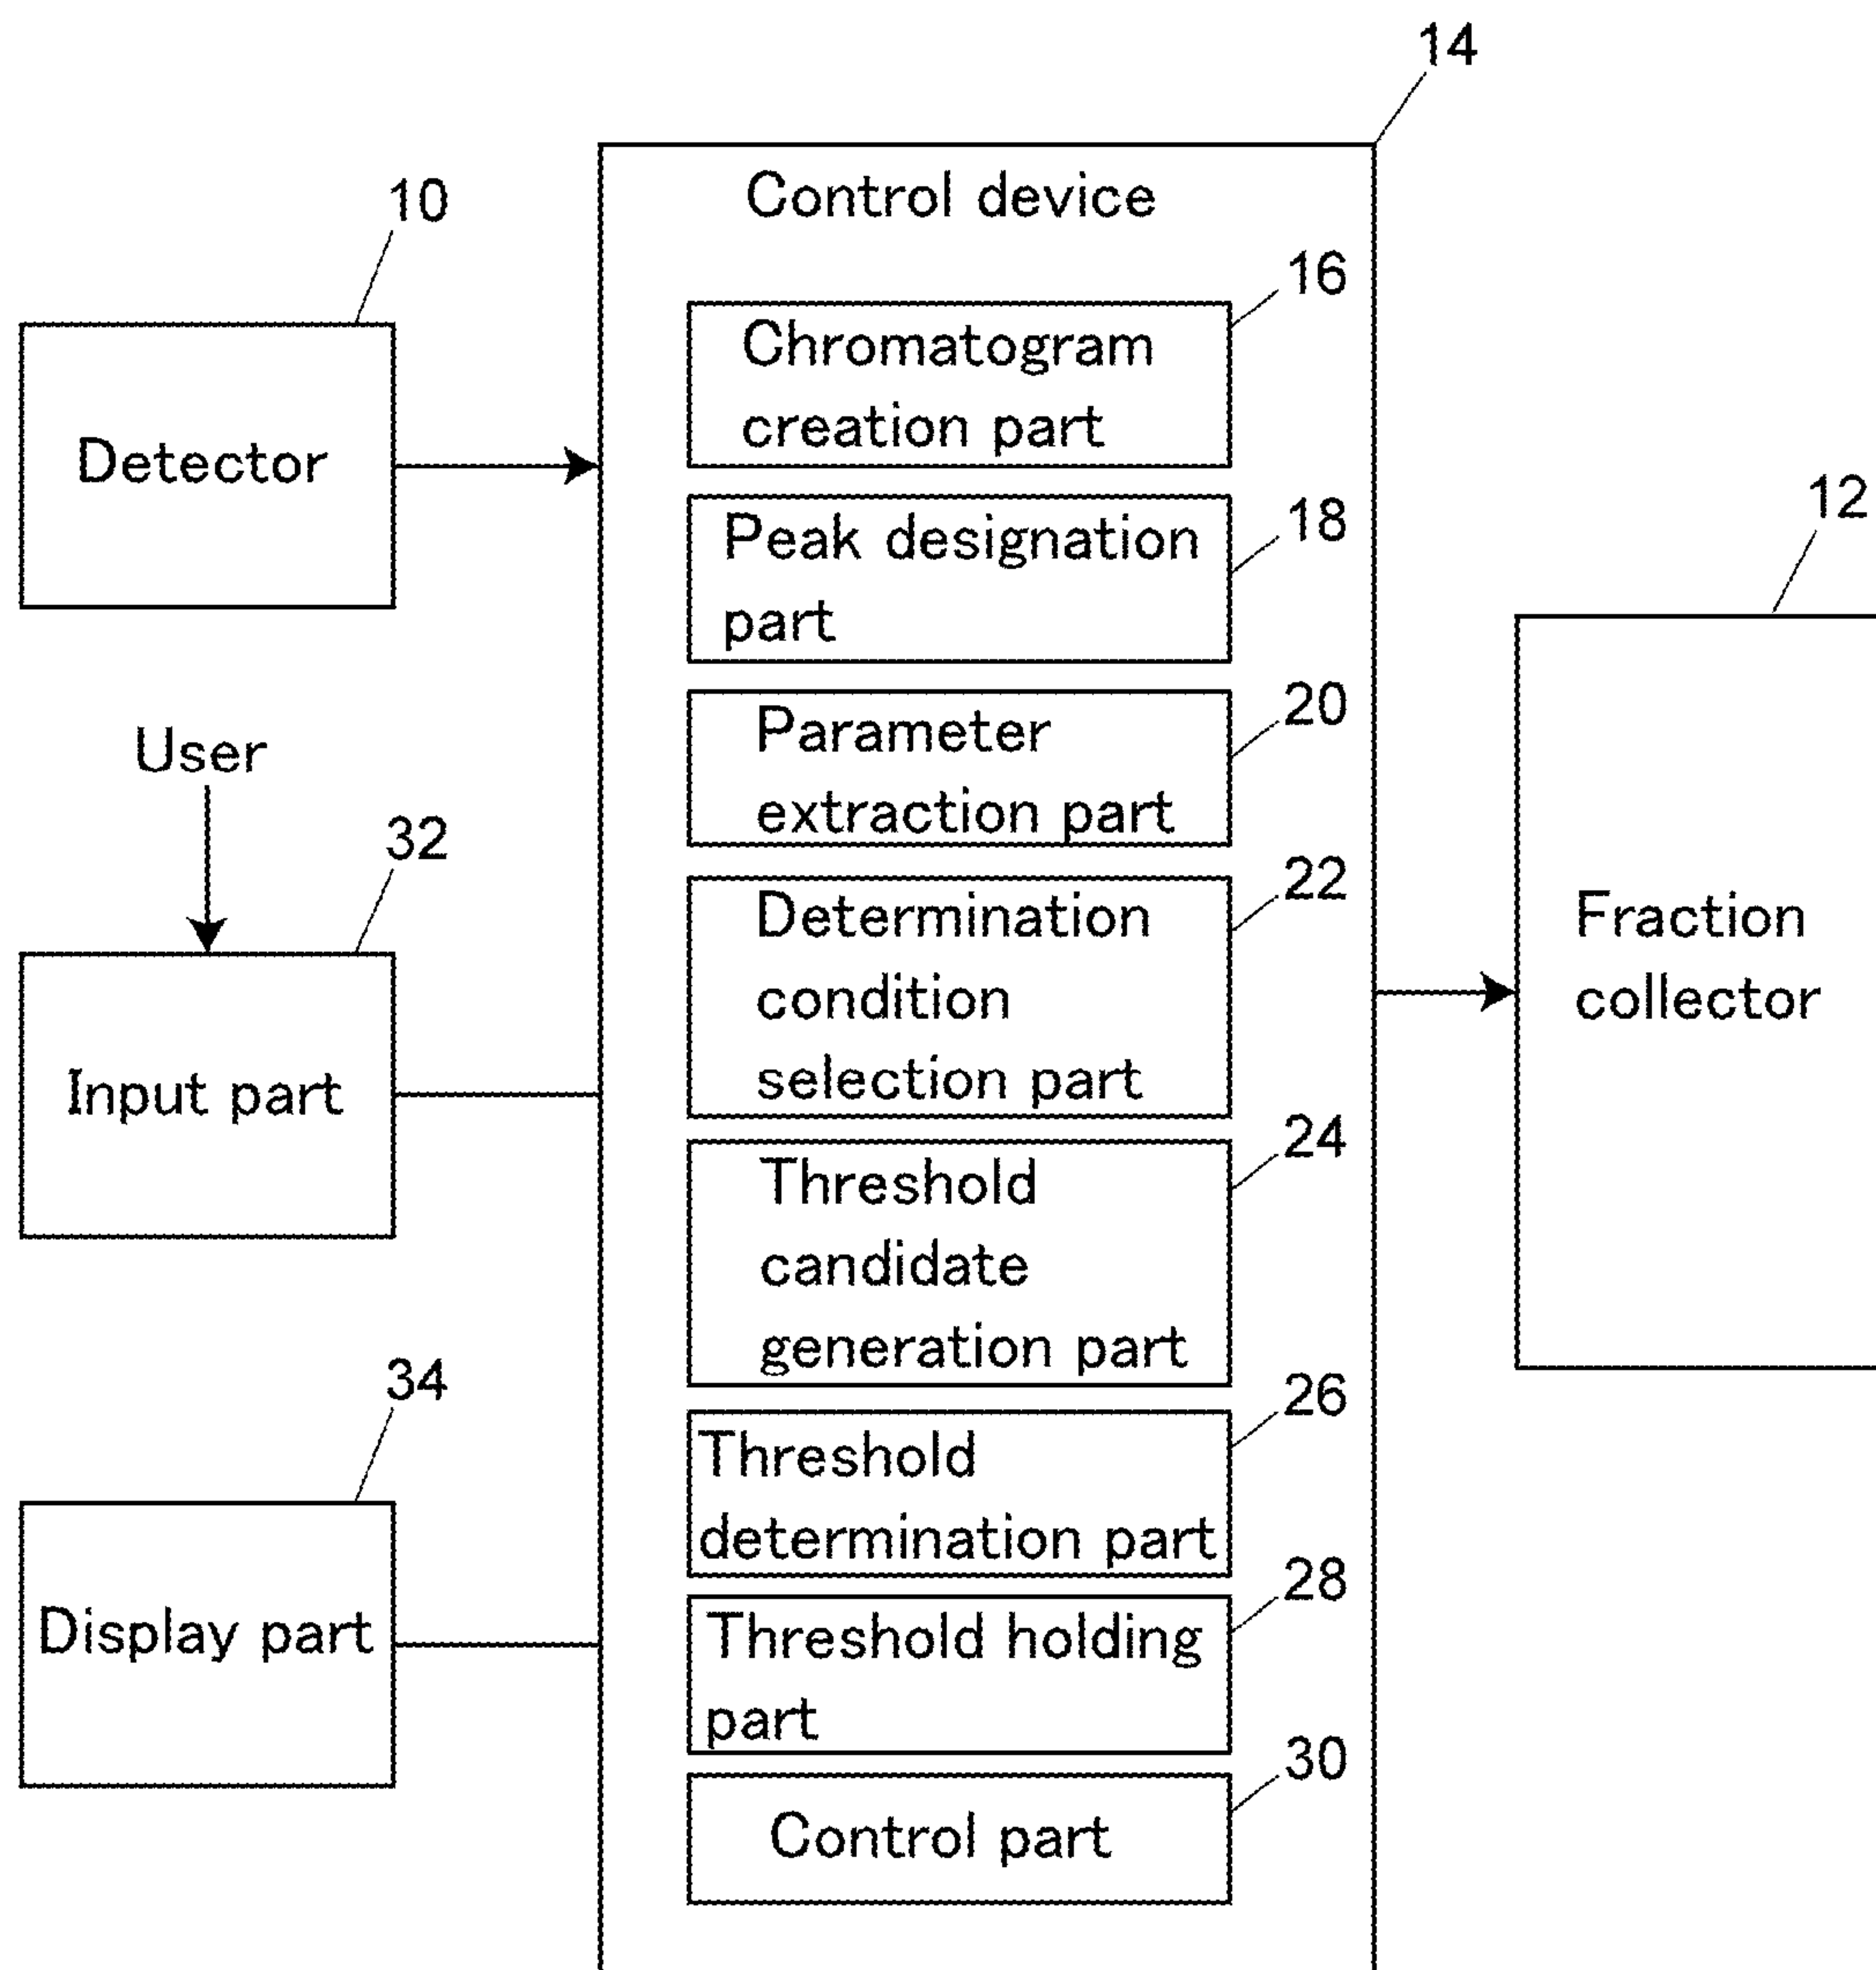 14
Control device
10
Detector
16
Chromatogram
creation part
18
Peak designation
part
12
Fraction
collector
20
Parameter
extraction part
User
32
Input part
22
Determination
condition
selection part
24
Threshold
candidate
generation part
34
Display part
26
Threshold
determination part
28
Threshold holding
part
30
Control part